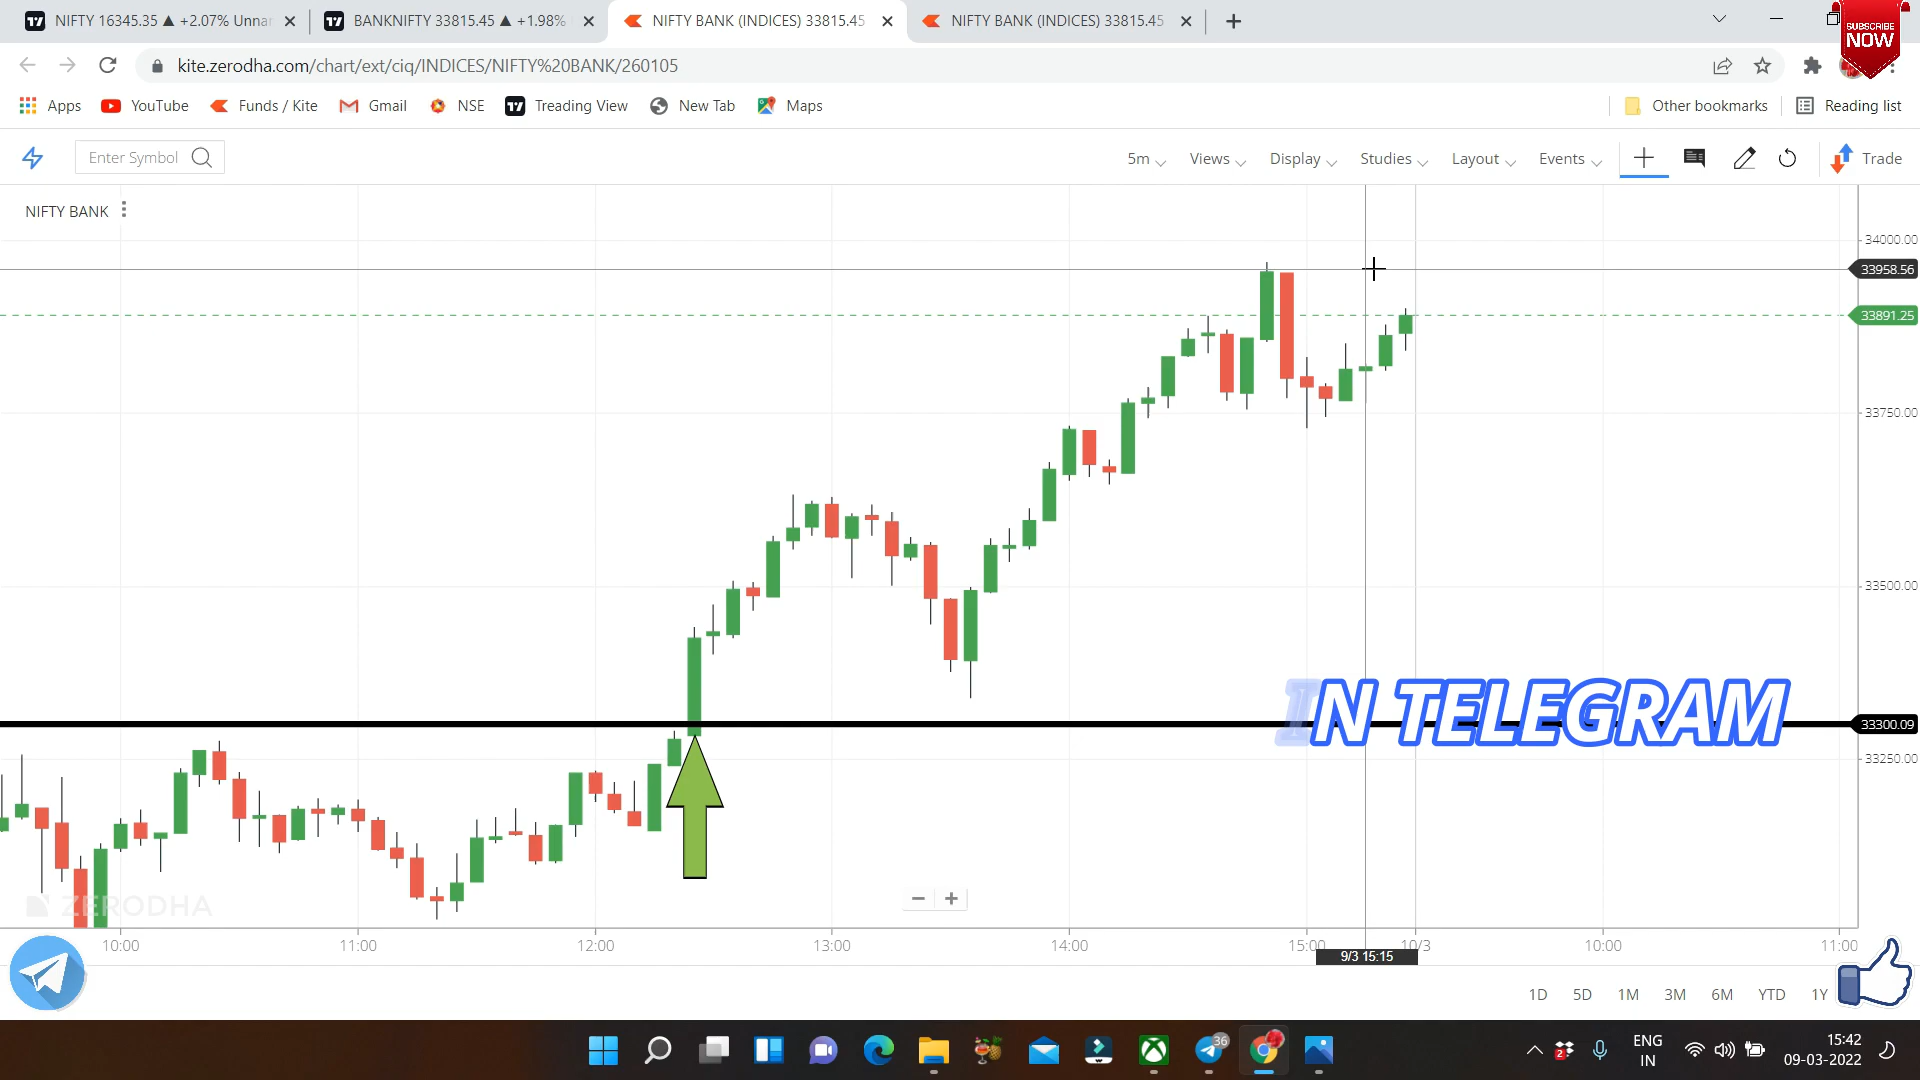 NIFTY 16345.35 ▲ +2.07% Unna
BANKNIFTY 33815.45 ▲ +1.98%
NIFTY BANK (INDICES) 33815.45
NIFTY BANK (INDICES) 33815.45
SUBSCRIBE
NOW
kite.zerodha.com/chart/ext/ciq/INDICES/NIFTY%20BANK/260105
Apps
YouTube
Funds / Kite
Gmail
NSE
Treading View
New Tab
Maps
Other bookmarks
Reading list
Enter Symbol
5m
Views
Display
Studies
Layout
Events
Trade
NIFTY BANK
34000.00
33958.56
33891.25
33750.00
33500.00
IN TELEGRAM
33300.09
33250.00
ZERODHA
10:00
11:00
12:00
13:00
14:00
15:00
10/3
10:00
11:00
9/3 15:15
1D
5D
1M
3M
6M
YTD
1Y
36
2
ENG
IN
15:42
09-03-2022